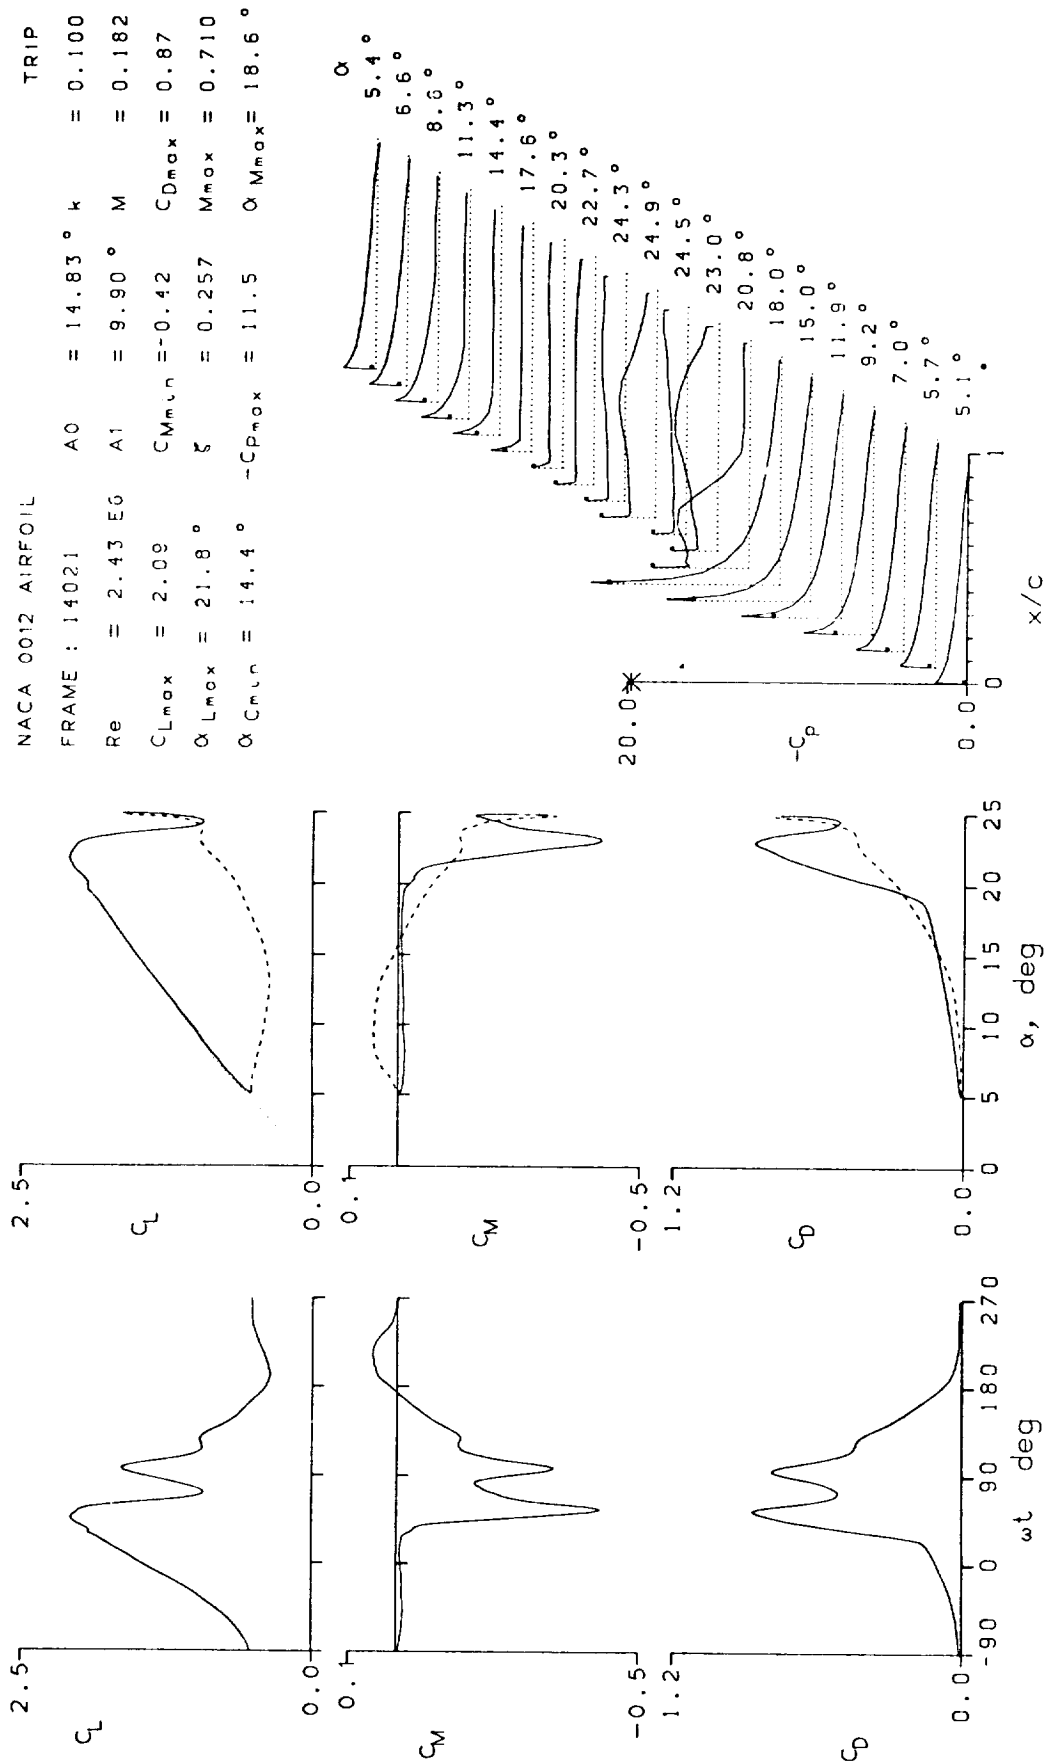 NACA 0012 AIRFOIL TRIP
FRAME : 14021 A0 = 14.83 ° k = 0.100
Re = 2.43 E6 A1 = 9.90 ° M = 0.182
CLmax = 2.09 CMmin =-0.42 CDmax = 0.87
αLmax = 21.8 ° ζ = 0.257 Mmax = 0.710
αCmin = 14.4 ° -Cpmax = 11.5 αMmax = 18.6 °
2.5
CL
0.0
0.1
CM
-0.5
1.2
CD
0.0
-90 0 90 180 270
ωt deg
2.5
CL
0.0
0.1
CM
-0.5
1.2
CD
0.0
0 5 10 15 20 25
α, deg
α
5.4 °
6.6 °
8.6 °
11.3 °
14.4 °
17.6 °
20.3 °
22.7 °
24.3 °
24.9 °
24.5 °
23.0 °
20.8 °
18.0 °
15.0 °
11.9 °
9.2 °
7.0 °
5.7 °
5.1 °
20.0
-Cp
0.0
0 1
x/c